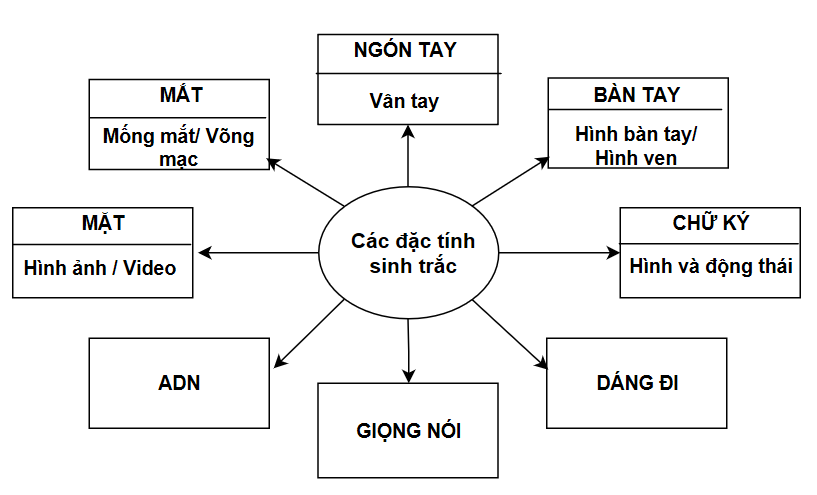 NGÓN TAY
Vân tay
MẮT
Mống mắt/ Võng
mạc
BÀN TAY
Hình bàn tay/
Hình ven
MẶT
Hình ảnh / Video
Các đặc tính
sinh trắc
CHỮ KÝ
Hình và động thái
ADN
GIỌNG NÓI
DÁNG ĐI